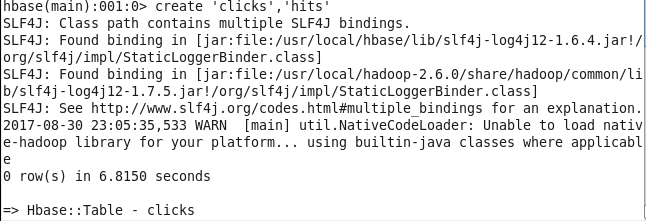 hbase(main):001:0> create 'clicks','hits'
SLF4J: Class path contains multiple SLF4J bindings.
SLF4J: Found binding in [jar:file:/usr/local/hbase/lib/slf4j-log4j12-1.6.4.jar!/
org/slf4j/impl/StaticLoggerBinder.class]
SLF4J: Found binding in [jar:file:/usr/local/hadoop-2.6.0/share/hadoop/common/li
b/slf4j-log4j12-1.7.5.jar!/org/slf4j/impl/StaticLoggerBinder.class]
SLF4J: See http://www.slf4j.org/codes.html#multiple_bindings for an explanation.
2017-08-30 23:05:35,533 WARN  [main] util.NativeCodeLoader: Unable to load nativ
e-hadoop library for your platform... using builtin-java classes where applicabl
e
0 row(s) in 6.8150 seconds
=> Hbase::Table - clicks